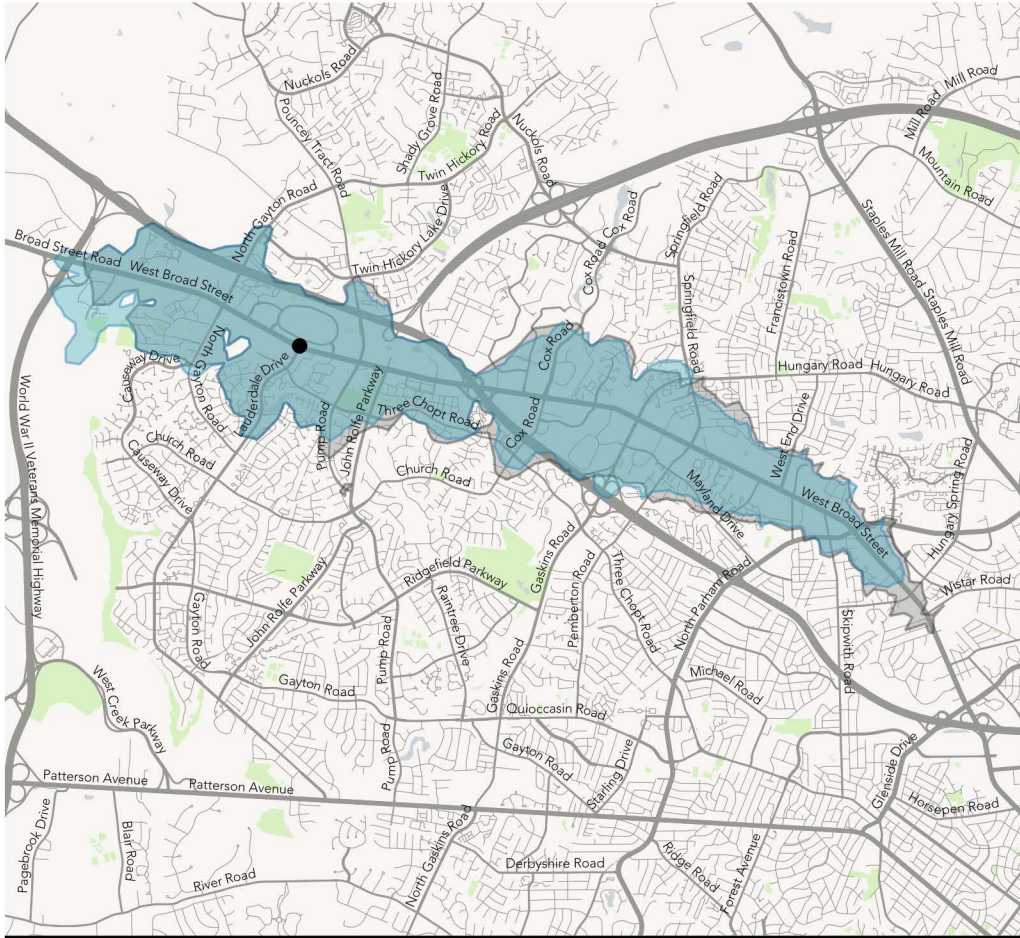 Nuckols Road
Mill Road
Mill Road
Pouncey Tract Road
Shady Grove Road
Nuckols Road
Twin Hickory Road
Mountain Road
North Gayton Road
Twin Hickory Lake Drive
Cox Road
Cox Road
Springfield Road
Staples Mill Road
Staples Mill Road
Broad Street Road
West Broad Street
Francistown Road
Springfield Road
Cox Road
North Gayton Road
Causeway Drive
Lauderdale Drive
Hungary Road
Hungary Road
Pump Road
John Rolfe Parkway
Three Chopt Road
Cox Road
West End Drive
World War II Veterans Memorial Highway
Church Road
Causeway Drive
Church Road
Mayland Drive
West Broad Street
Hungary Spring Road
Wistar Road
Gaskins Road
Ridgefield Parkway
Raintree Drive
Pemberton Road
Three Chopt Road
North Parham Road
Skipwith Road
Gayton Road
John Rolfe Parkway
Pump Road
Michael Road
Gayton Road
Gaskins Road
Quioccasin Road
West Creek Parkway
Pump Road
Gayton Road
Starling Drive
Glenside Drive
Patterson Avenue
Patterson Avenue
Horsepen Road
Pagebrook Drive
Blair Road
North Gaskins Road
Derbyshire Road
Ridge Road
Forest Avenue
River Road